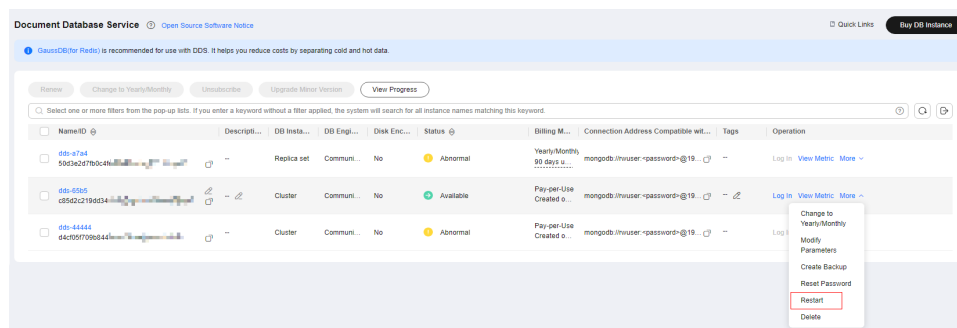 Document Database Service Open Source Software Notice Quick Links Buy DB Instance
GaussDB(for Redis) is recommended for use with DDS. It helps you reduce costs by separating cold and hot data.
Renew Change to Yearly/Monthly Unsubscribe Upgrade Minor Version View Progress
Select one or more filters from the pop-up lists. If you enter a keyword without a filter applied, the system will search for all instance names matching this keyword.
Name/ID Descripti... DB Insta... DB Engi... Disk Enc... Status Billing M... Connection Address Compatible wit... Tags Operation
dds-a7a4
50d3e2d7fb0c4f
-- Replica set Communi... No Abnormal
Yearly/Monthly
90 days u...
mongodb://rwuser:<password>@19... -- Log In View Metric More
dds-65b5
c85d2c219dd34
-- Cluster Communi... No Available
Pay-per-Use
Created o...
mongodb://rwuser:<password>@19... -- Log In View Metric More
dds-44444
d4cf05f709b844
-- Cluster Communi... No Abnormal
Pay-per-Use
Created o...
mongodb://rwuser:<password>@19... -- Log
Change to
Yearly/Monthly
Modify
Parameters
Create Backup
Reset Password
Restart
Delete